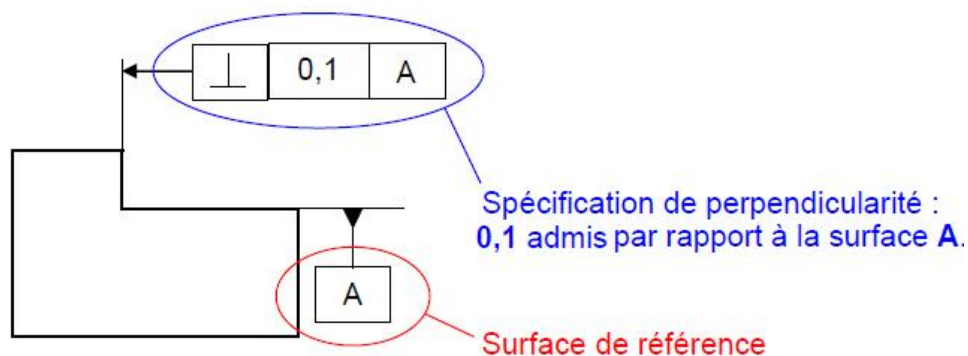 ⊥ 0,1 A
Spécification de perpendicularité :
0,1 admis par rapport à la surface A.
A
Surface de référence